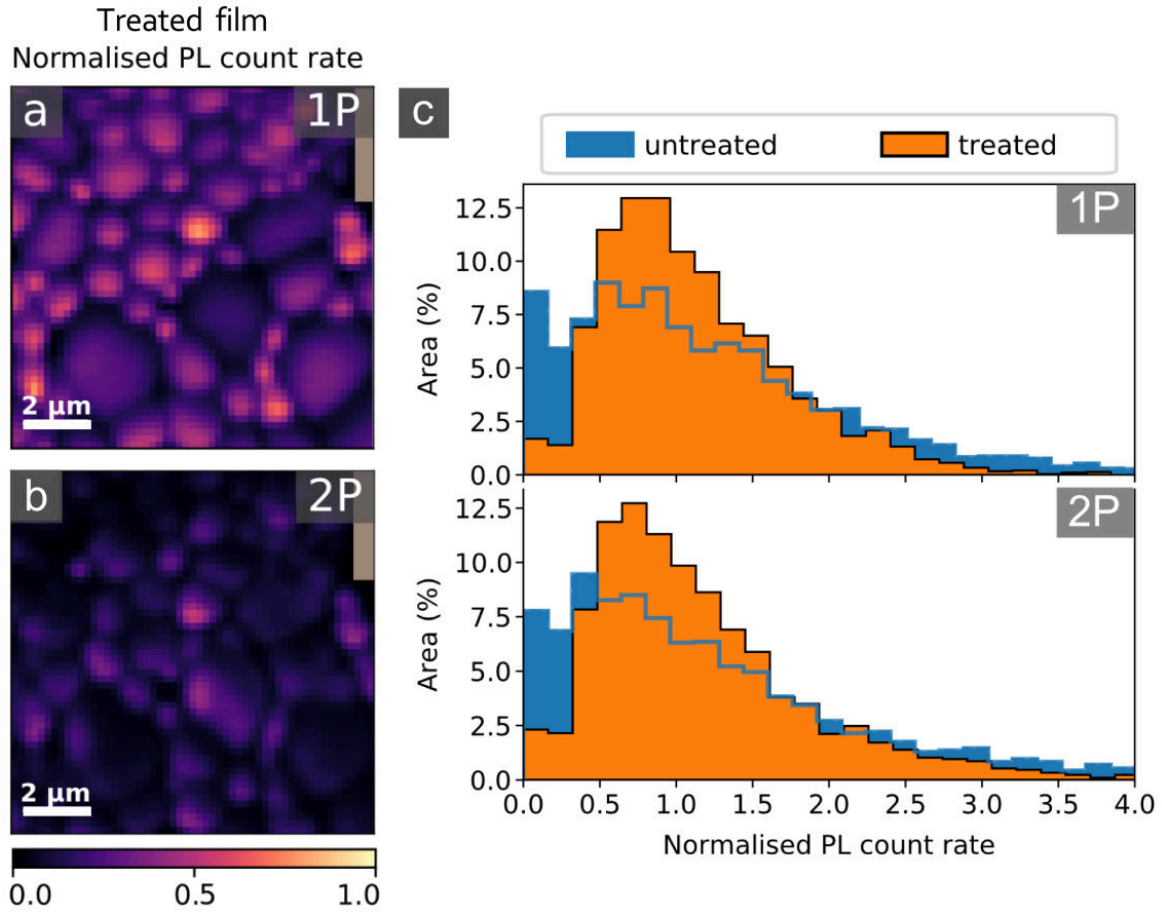 Treated film
Normalised PL count rate
a 1P
2 μm
b 2P
2 μm
0.0 0.5 1.0
c
untreated treated
1P
12.5
10.0
7.5
5.0
2.5
0.0
Area (%)
2P
12.5
10.0
7.5
5.0
2.5
0.0
Area (%)
0.0 0.5 1.0 1.5 2.0 2.5 3.0 3.5 4.0
Normalised PL count rate